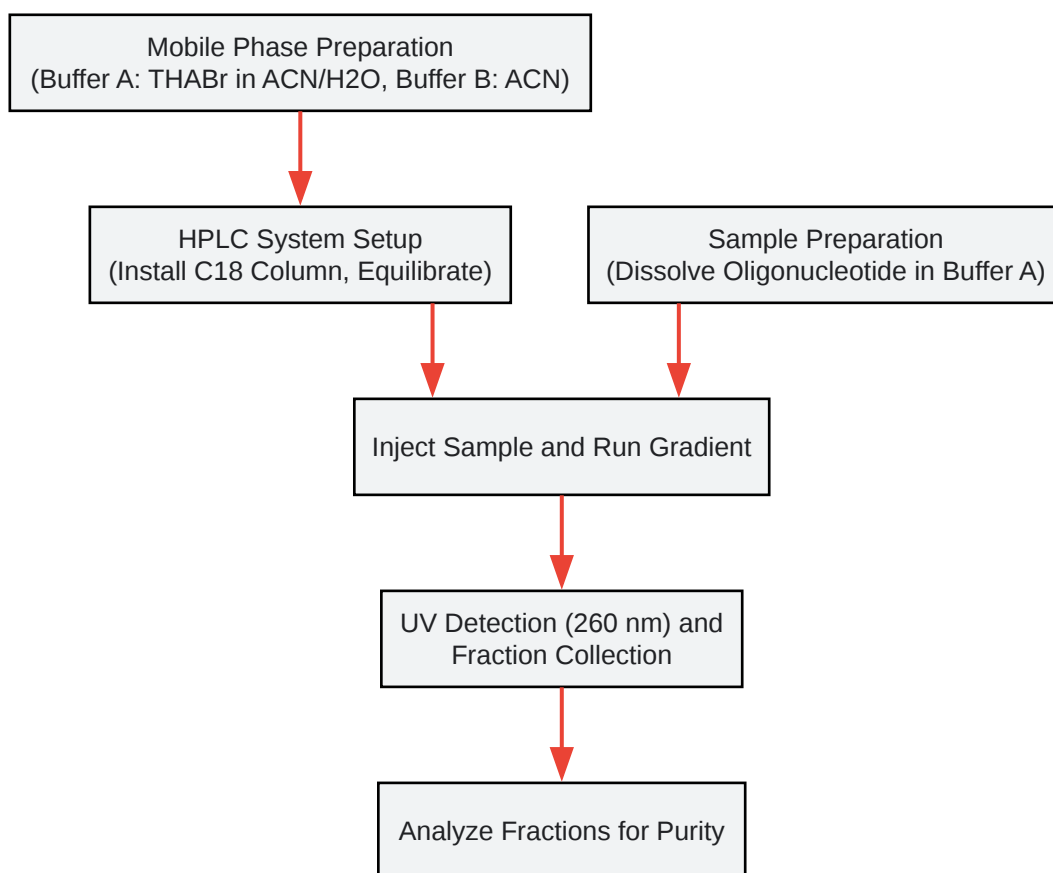 Mobile Phase Preparation
(Buffer A: THABr in ACN/H2O, Buffer B: ACN)
HPLC System Setup
(Install C18 Column, Equilibrate)
Sample Preparation
(Dissolve Oligonucleotide in Buffer A)
Inject Sample and Run Gradient
UV Detection (260 nm) and
Fraction Collection
Analyze Fractions for Purity